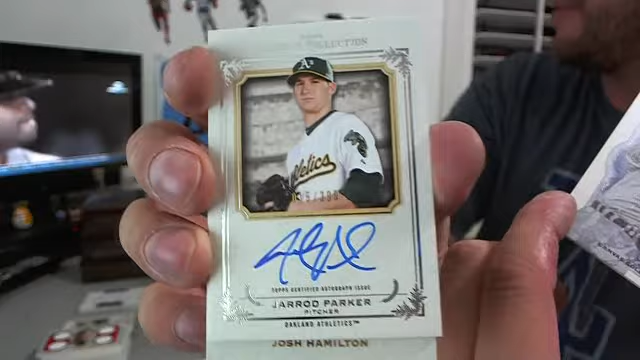 COLLECTION
A's
Athletics
TOPPS CERTIFIED AUTOGRAPH ISSUE
JARROD PARKER
PITCHER
OAKLAND ATHLETICS™
JOSH HAMILTON